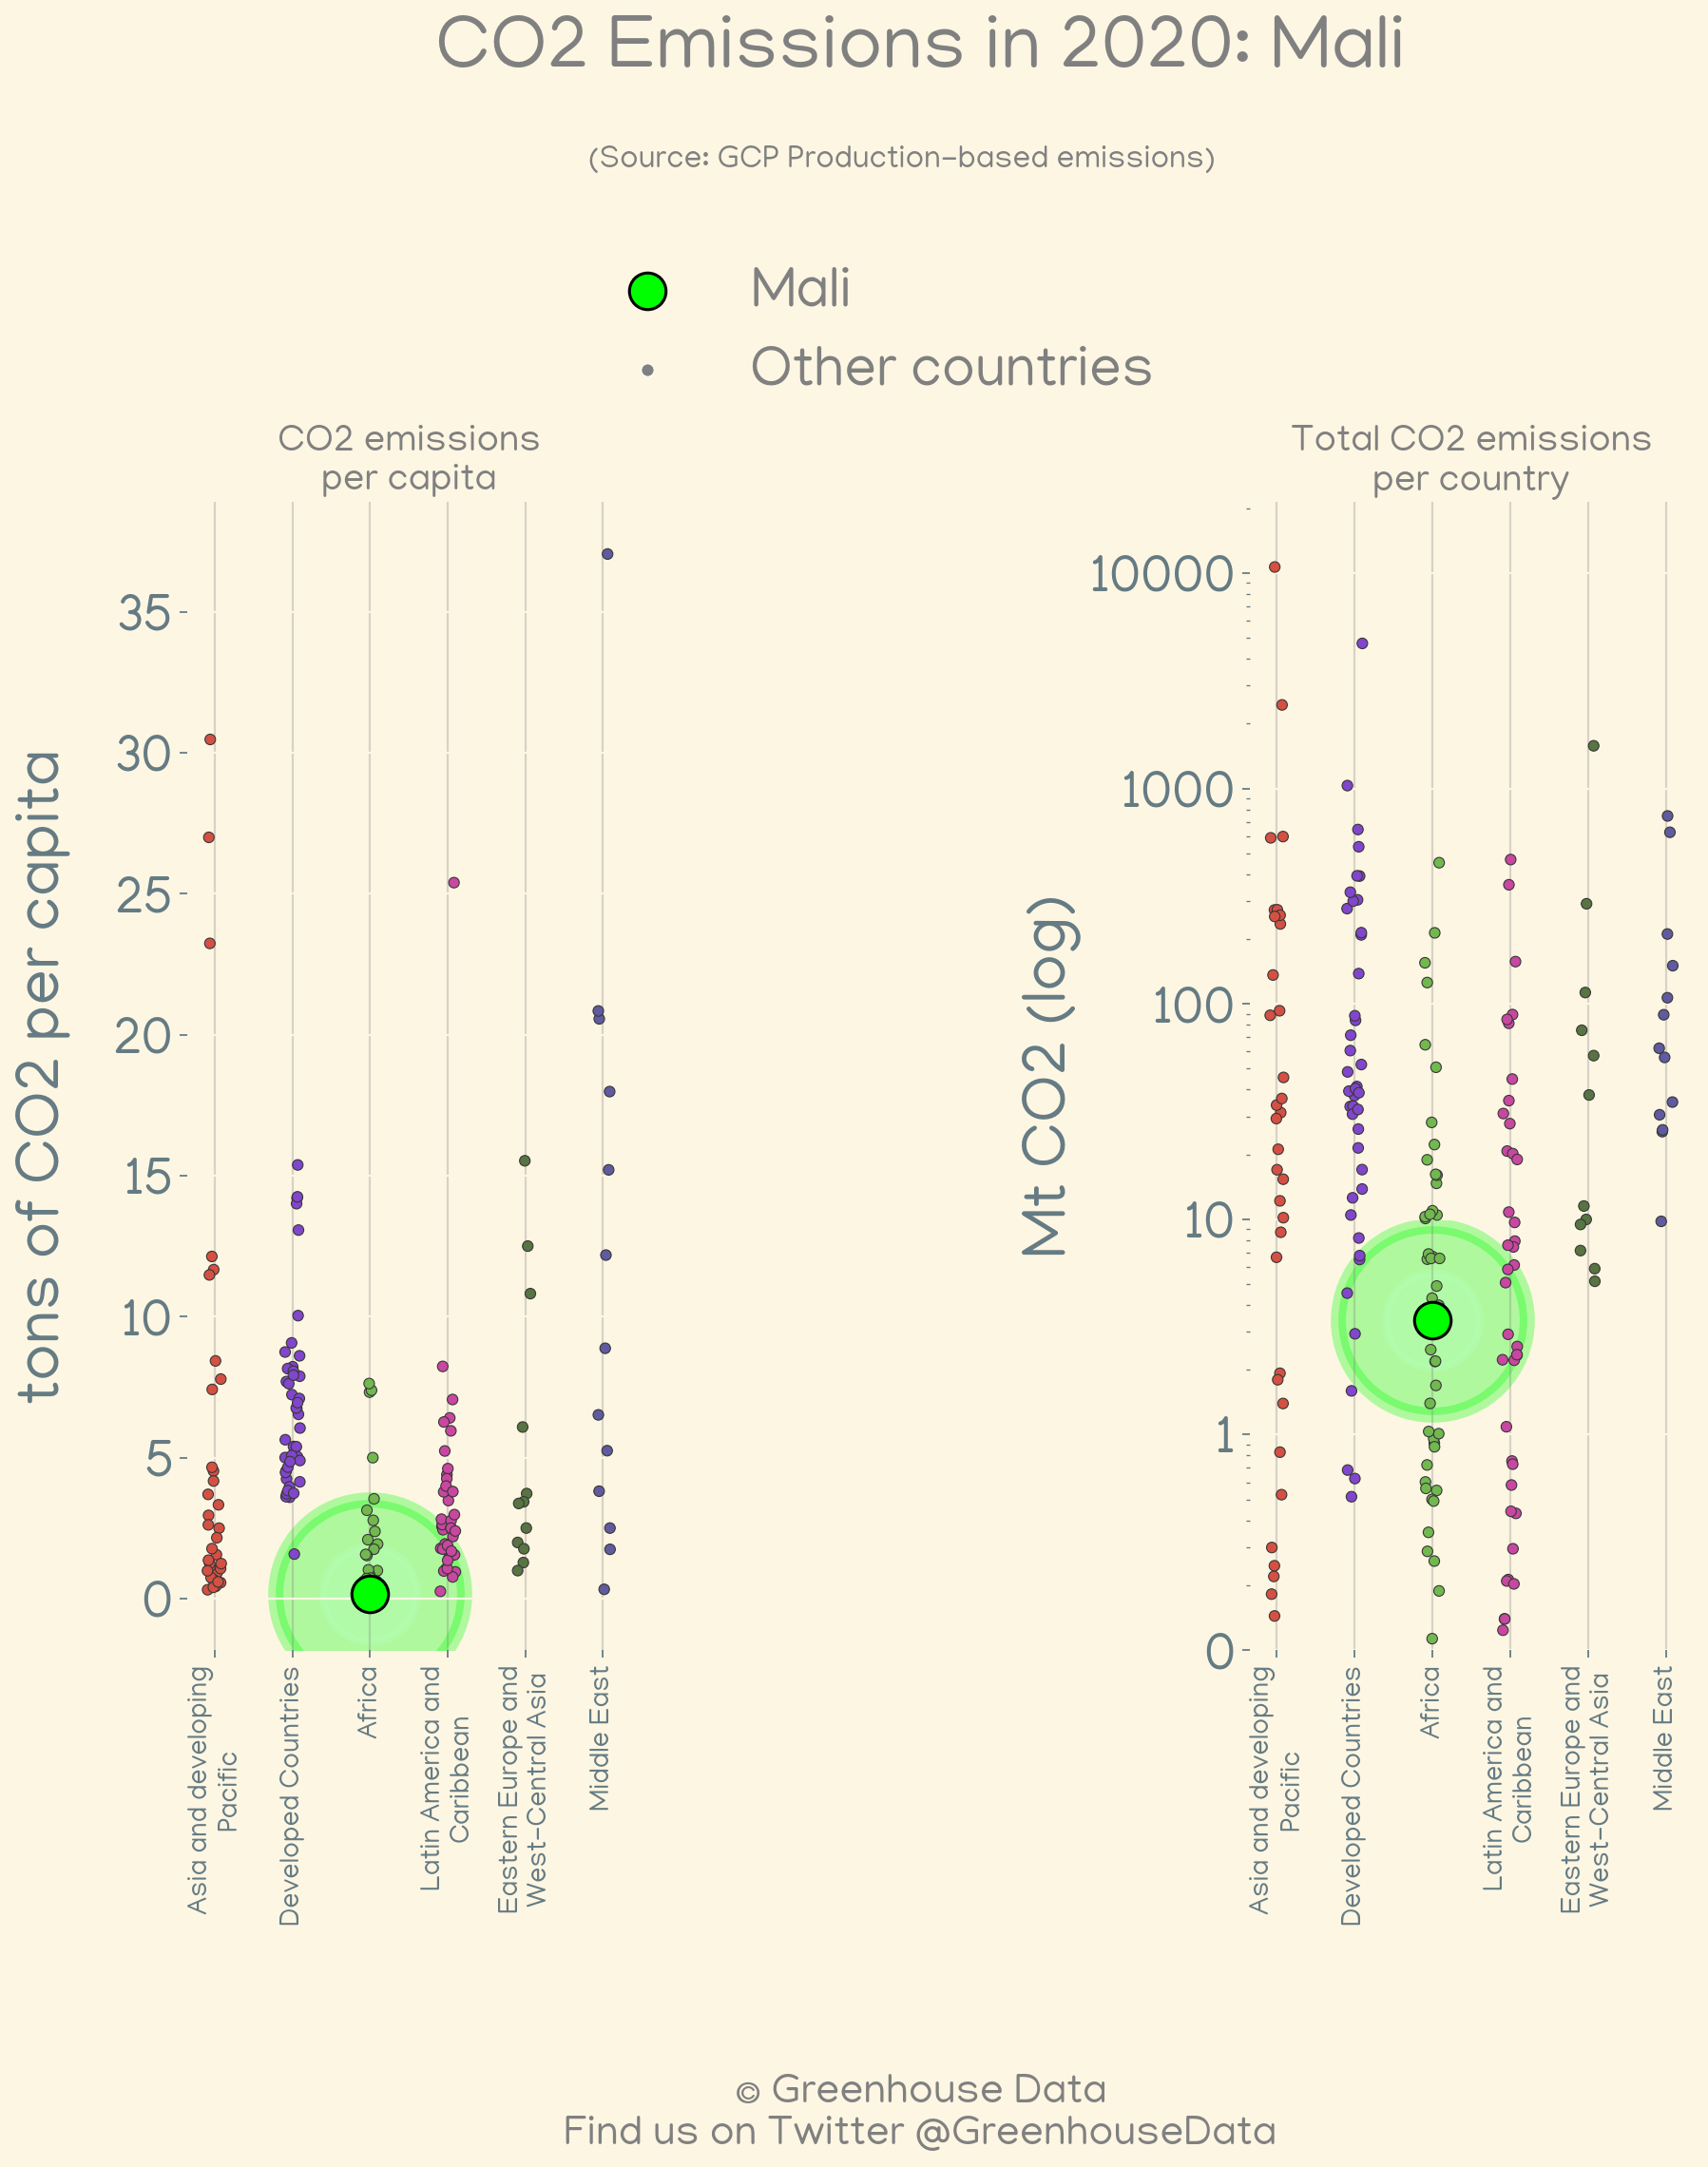 CO2 Emissions in 2020: Mali
(Source: GCP Production-based emissions)
Mali
Other countries
CO2 emissions
per capita
tons of CO2 per capita
35
30
25
20
15
10
5
0
Asia and developing
Pacific
Developed Countries
Africa
Latin America and
Caribbean
Eastern Europe and
West-Central Asia
Middle East
Total CO2 emissions
per country
Mt CO2 (log)
10000
1000
100
10
1
0
Asia and developing
Pacific
Developed Countries
Africa
Latin America and
Caribbean
Eastern Europe and
West-Central Asia
Middle East
© Greenhouse Data
Find us on Twitter @GreenhouseData